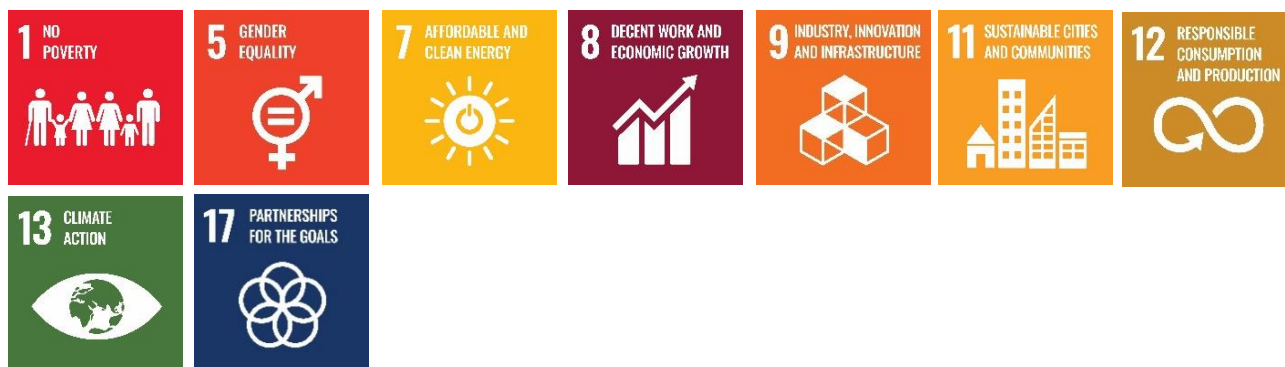 1 NO
POVERTY
5 GENDER
EQUALITY
7 AFFORDABLE AND
CLEAN ENERGY
8 DECENT WORK AND
ECONOMIC GROWTH
9 INDUSTRY, INNOVATION
AND INFRASTRUCTURE
11 SUSTAINABLE CITIES
AND COMMUNITIES
12 RESPONSIBLE
CONSUMPTION
AND PRODUCTION
13 CLIMATE
ACTION
17 PARTNERSHIPS
FOR THE GOALS